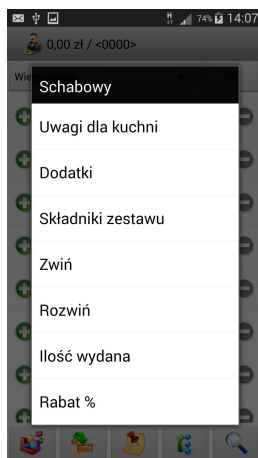 H 74% 14:07
0,00 zł / <0000>
Wie
Schabowy
Uwagi dla kuchni
Dodatki
Składniki zestawu
Zwiń
Rozwiń
Ilość wydana
Rabat %